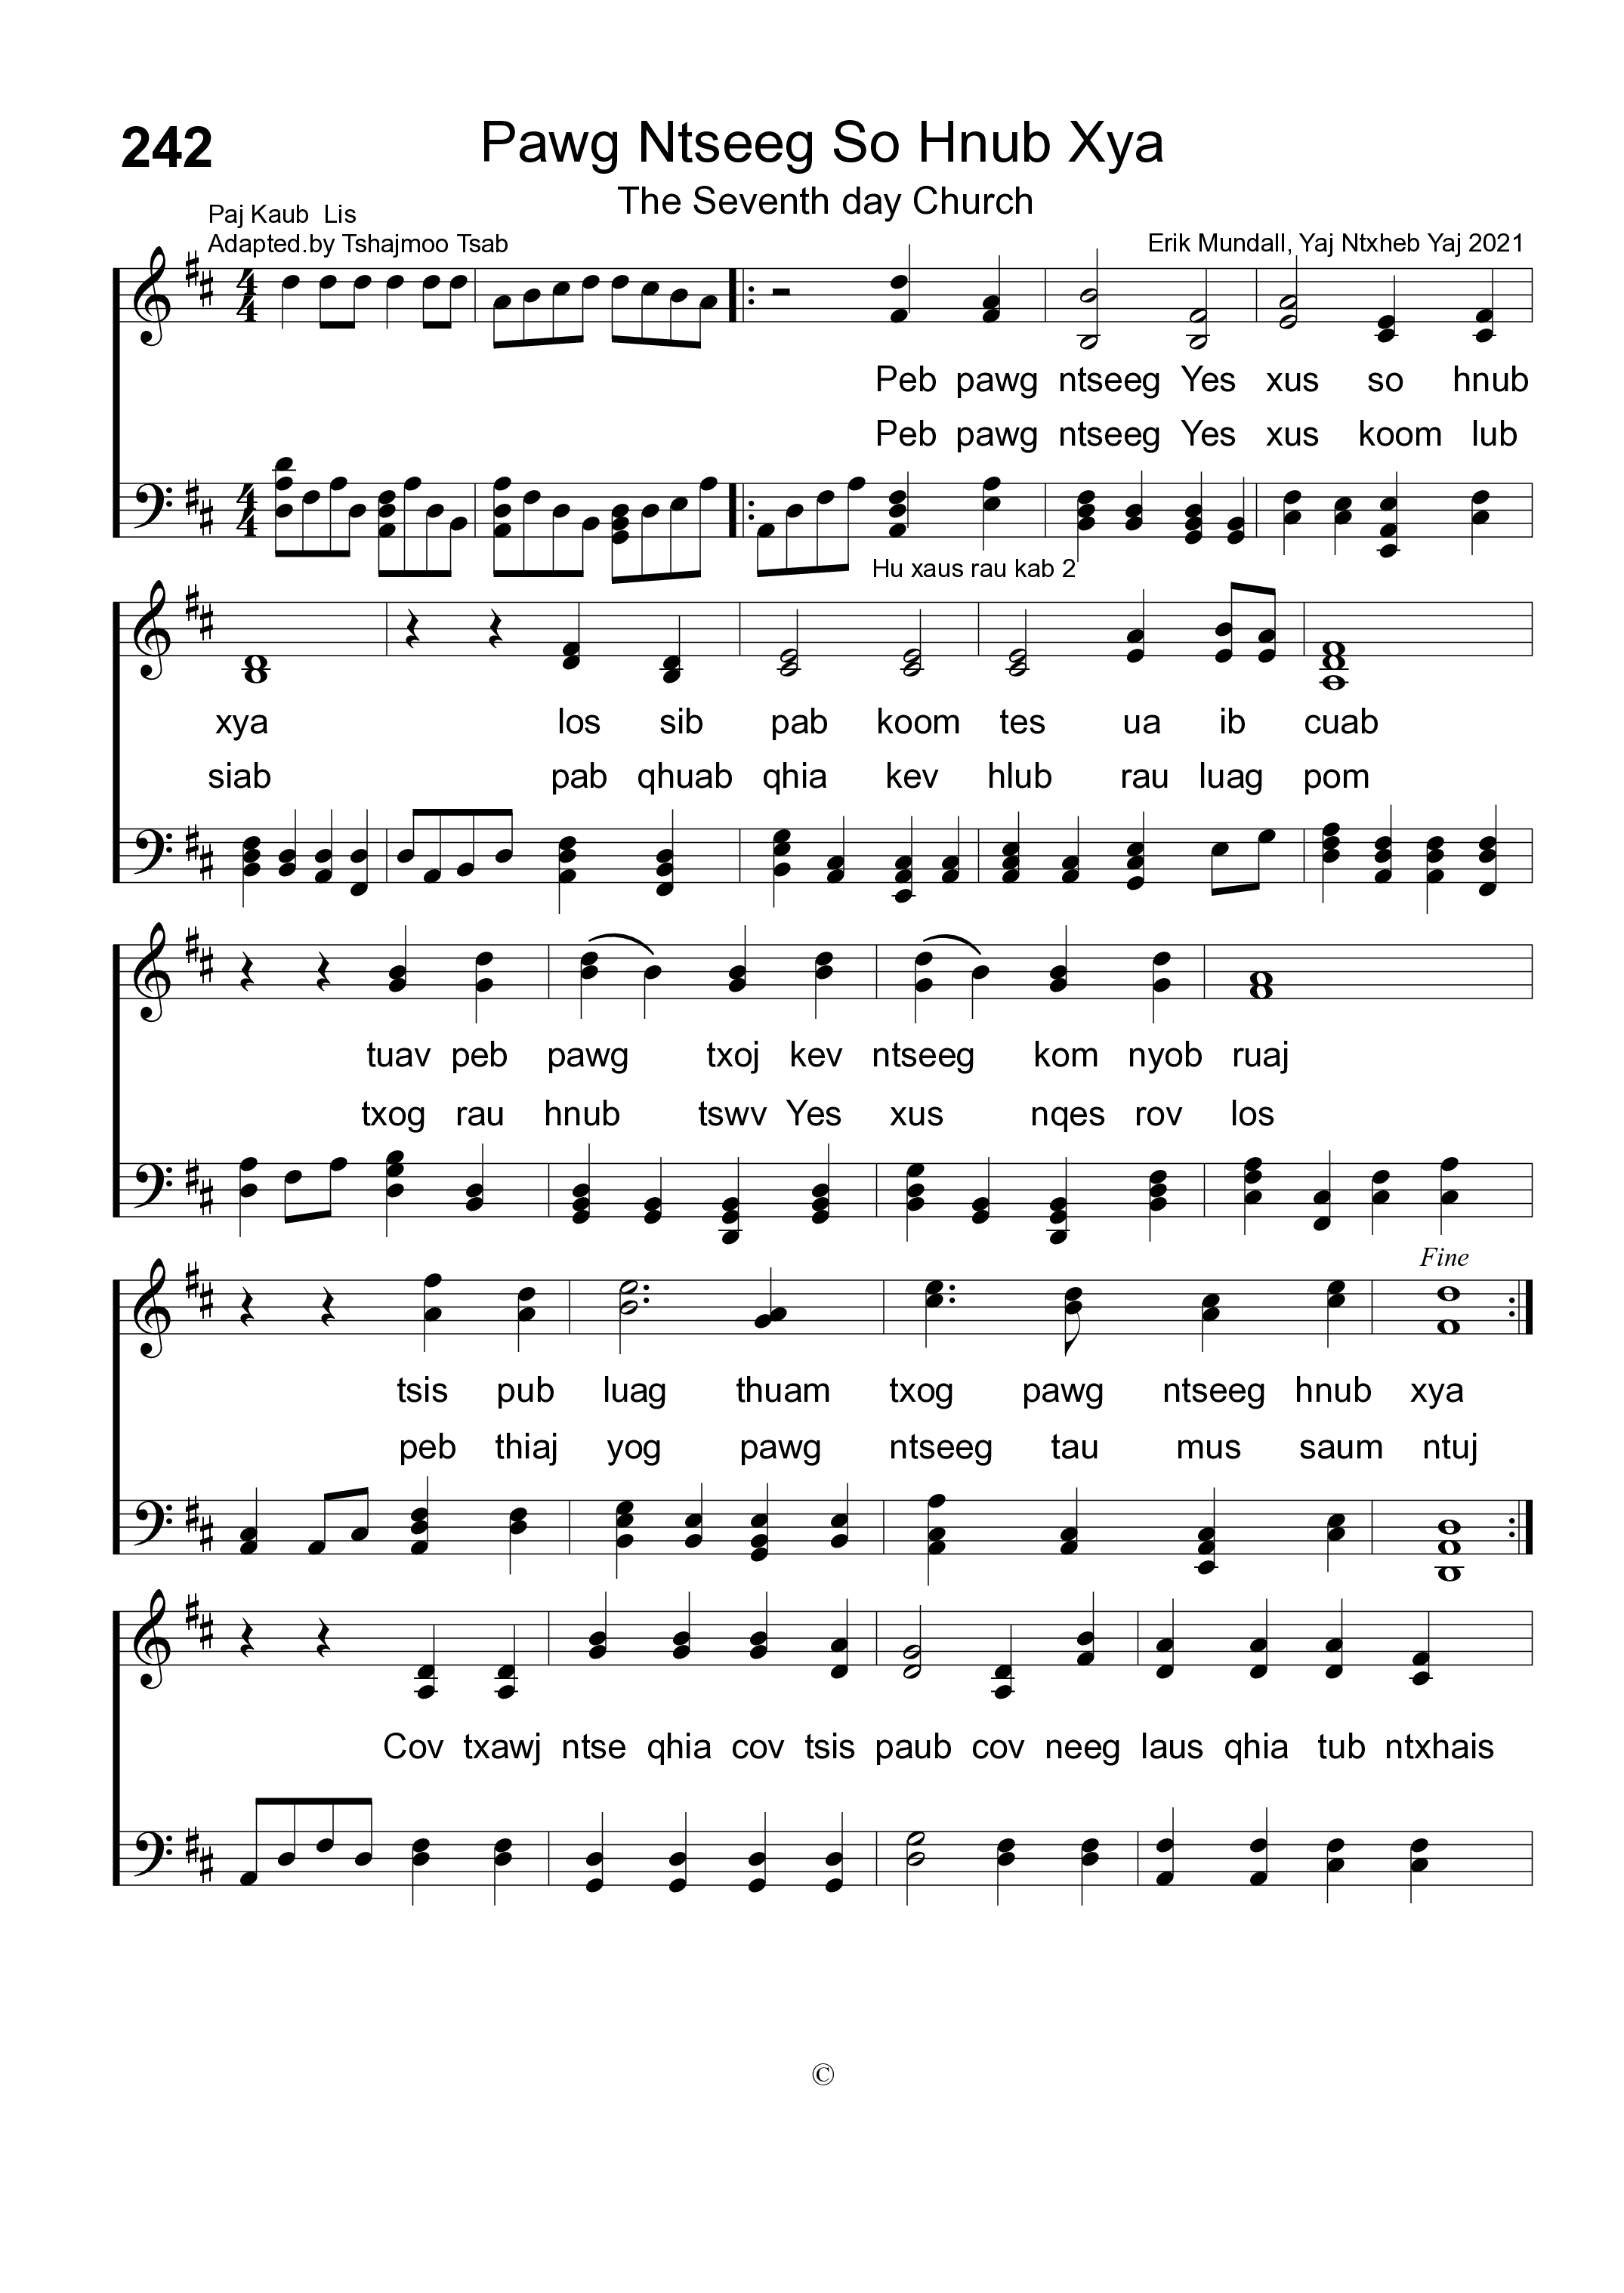 242
Pawg Ntseeg So Hnub Xya
The Seventh day Church
Paj Kaub Lis
Adapted.by Tshajmoo Tsab
Erik Mundall, Yaj Ntxheb Yaj 2021
Peb pawg ntseeg Yes xus so hnub
Peb pawg ntseeg Yes xus koom lub
Hu xaus rau kab 2
xya los sib pab koom tes ua ib cuab
siab pab qhuab qhia kev hlub rau luag pom
tuav peb pawg txoj kev ntseeg kom nyob ruaj
txog rau hnub tswv Yes xus nqes rov los
Fine
tsis pub luag thuam txog pawg ntseeg hnub xya
peb thiaj yog pawg ntseeg tau mus saum ntuj
Cov txawj ntse qhia cov tsis paub cov neeg laus qhia tub ntxhais
©